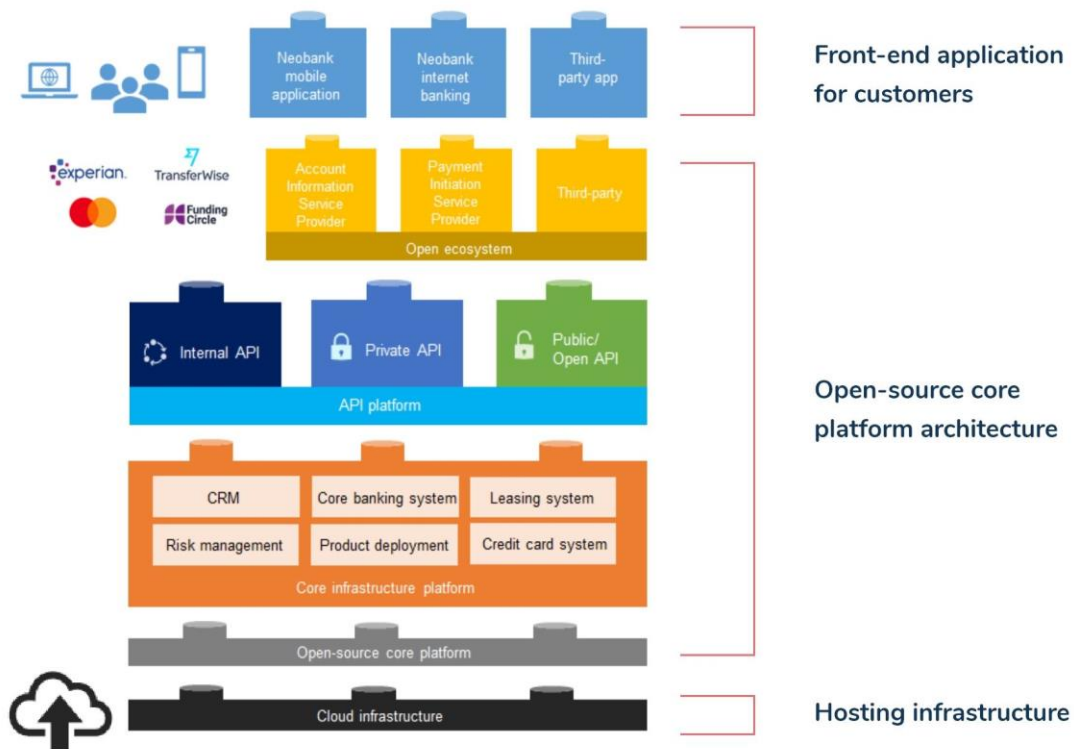 Neobank
mobile
application
Neobank
internet
banking
Third-
party app
Front-end application
for customers
experian.
TransferWise
Funding
Circle
Account
Information
Service
Provider
Payment
Initiation
Service
Provider
Third-party
Open ecosystem
Internal API
Private API
Public/
Open API
API platform
Open-source core
platform architecture
CRM
Core banking system
Leasing system
Risk management
Product deployment
Credit card system
Core infrastructure platform
Open-source core platform
Cloud infrastructure
Hosting infrastructure